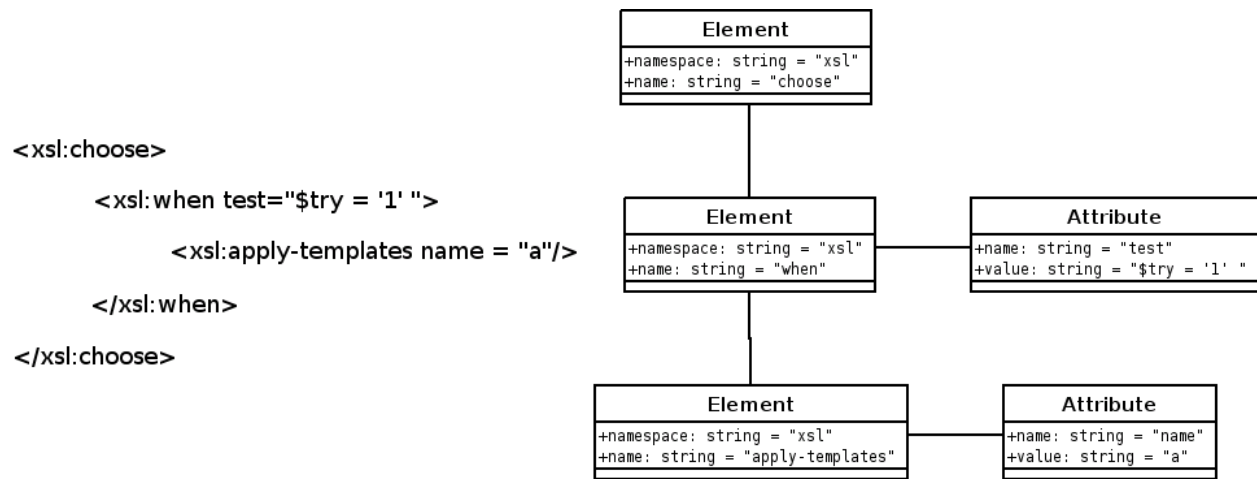 <xsl:choose>
<xsl:when test="$try = '1' ">
<xsl:apply-templates name = "a"/>
</xsl:when>
</xsl:choose>
Element
+namespace: string = "xsl"
+name: string = "choose"
Element
+namespace: string = "xsl"
+name: string = "when"
Attribute
+name: string = "test"
+value: string = "$try = '1' "
Element
+namespace: string = "xsl"
+name: string = "apply-templates"
Attribute
+name: string = "name"
+value: string = "a"